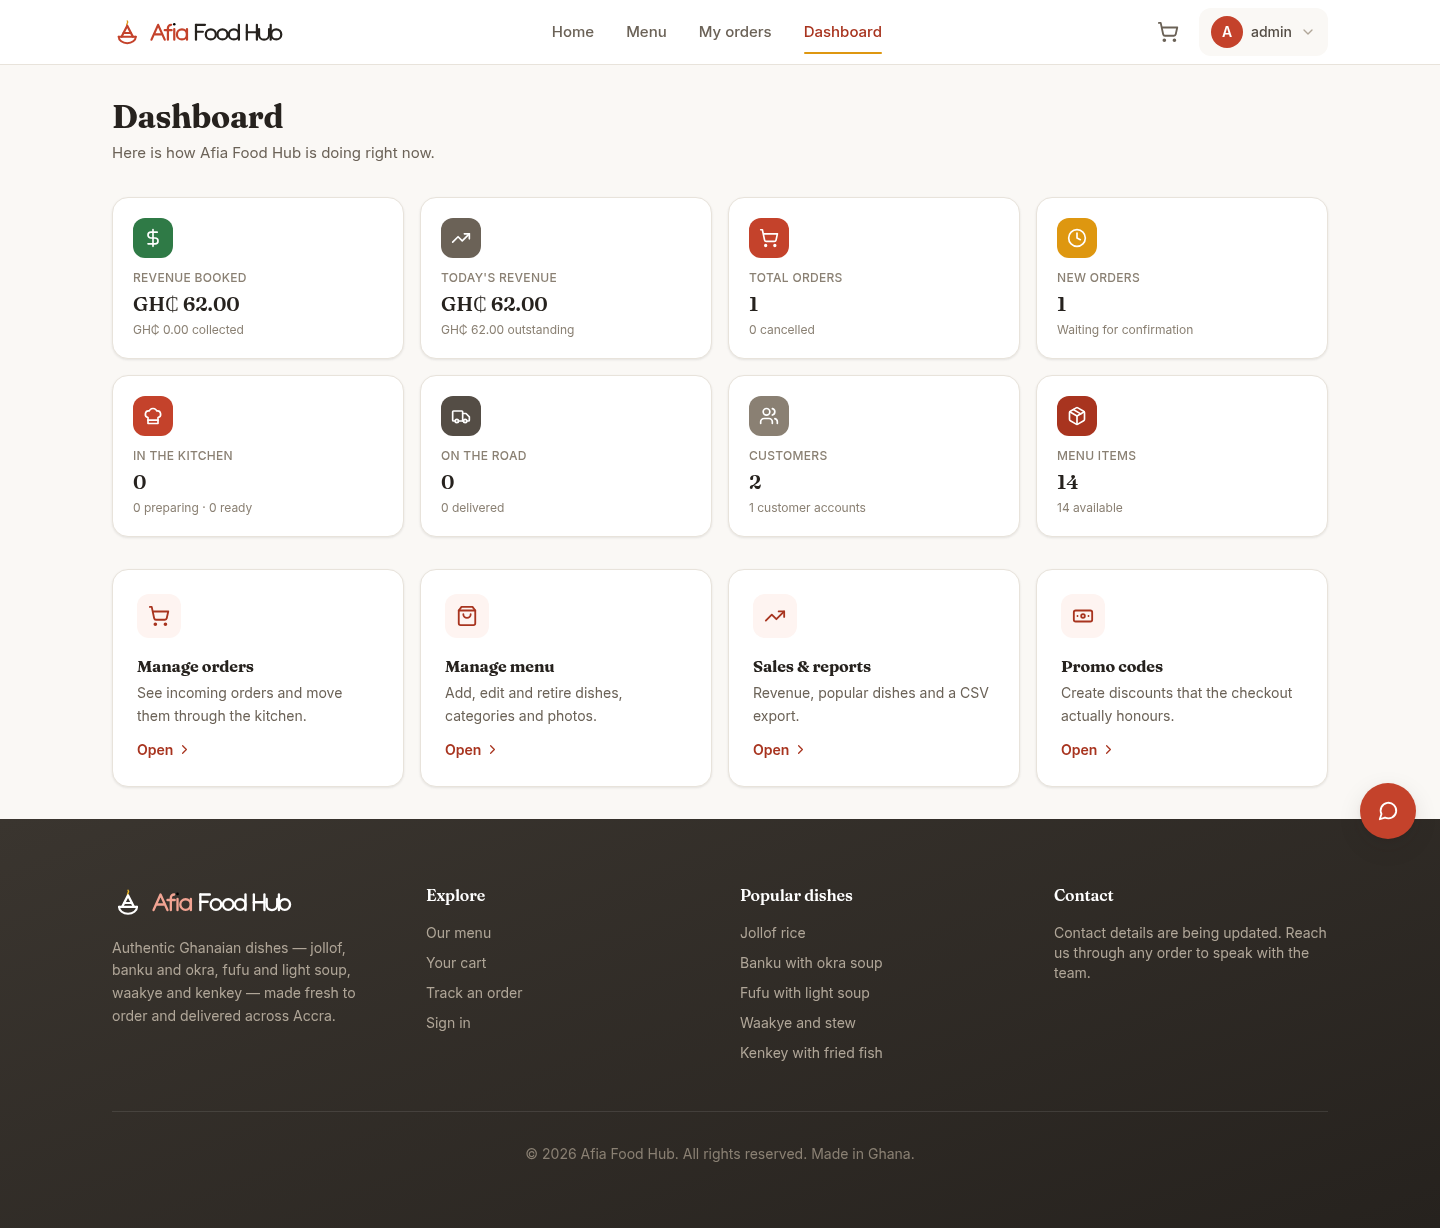 Afia Food Hub
Home
Menu
My orders
Dashboard
A
admin
Dashboard
Here is how Afia Food Hub is doing right now.
REVENUE BOOKED
GH₵ 62.00
GH₵ 0.00 collected
TODAY'S REVENUE
GH₵ 62.00
GH₵ 62.00 outstanding
TOTAL ORDERS
1
0 cancelled
NEW ORDERS
1
Waiting for confirmation
IN THE KITCHEN
0
0 preparing · 0 ready
ON THE ROAD
0
0 delivered
CUSTOMERS
2
1 customer accounts
MENU ITEMS
14
14 available
Manage orders
See incoming orders and move
them through the kitchen.
Open
Manage menu
Add, edit and retire dishes,
categories and photos.
Open
Sales & reports
Revenue, popular dishes and a CSV
export.
Open
Promo codes
Create discounts that the checkout
actually honours.
Open
Afia Food Hub
Authentic Ghanaian dishes — jollof,
banku and okra, fufu and light soup,
waakye and kenkey — made fresh to
order and delivered across Accra.
Explore
Our menu
Your cart
Track an order
Sign in
Popular dishes
Jollof rice
Banku with okra soup
Fufu with light soup
Waakye and stew
Kenkey with fried fish
Contact
Contact details are being updated. Reach
us through any order to speak with the
team.
© 2026 Afia Food Hub. All rights reserved. Made in Ghana.